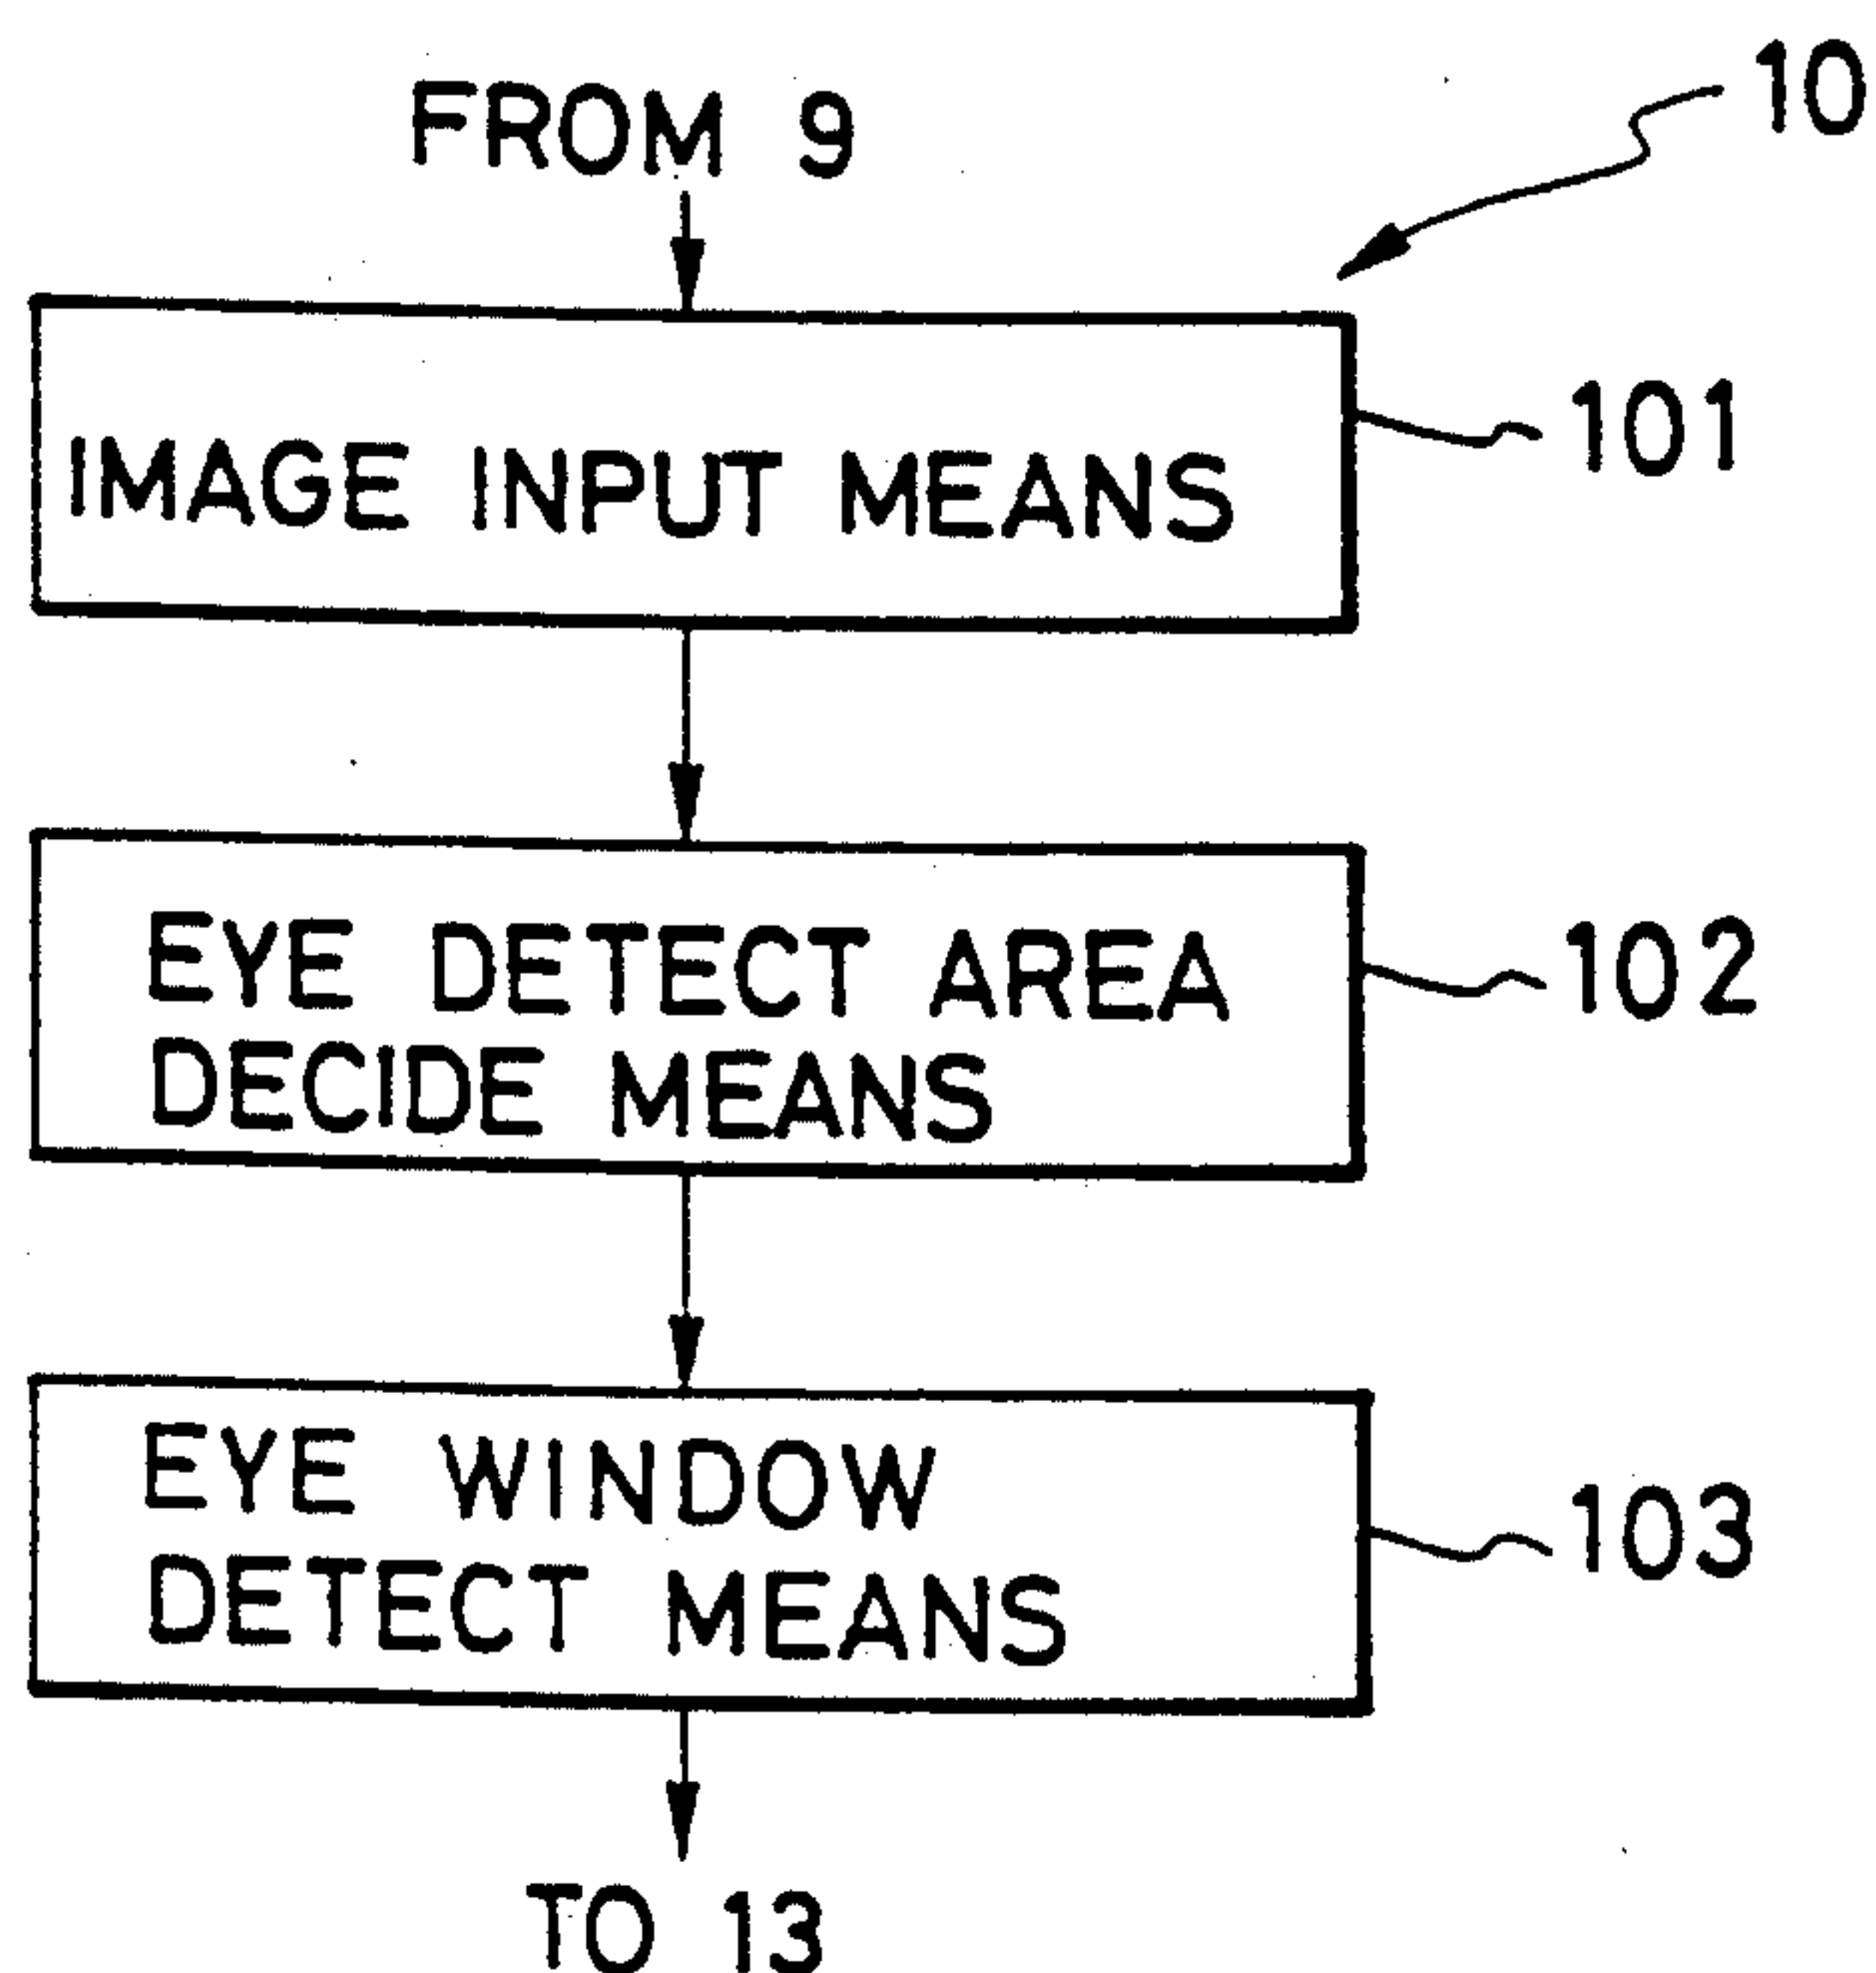 FROM 9
10
IMAGE INPUT MEANS
101
EYE DETECT AREA
DECIDE MEANS
102
EYE WINDOW
DETECT MEANS
103
TO 13